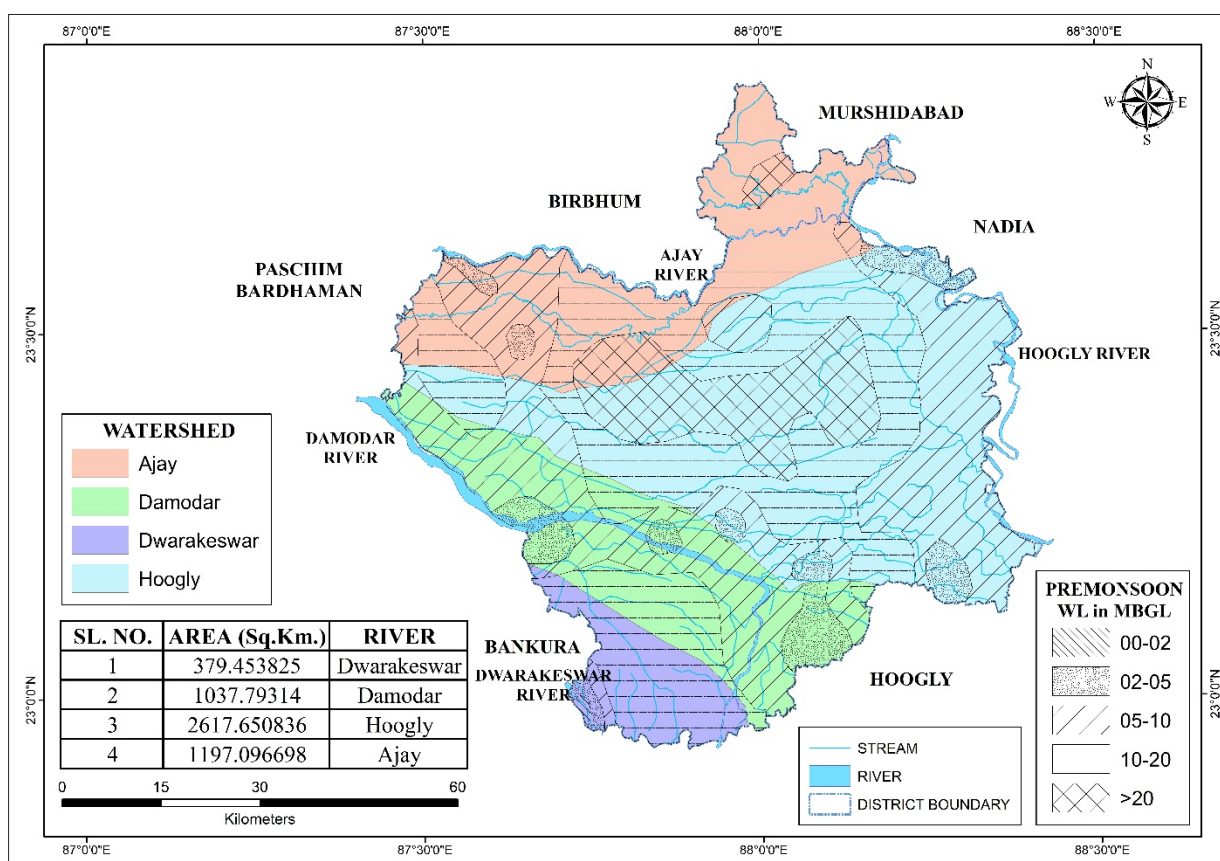 87°0'0"E 87°30'0"E 88°0'0"E 88°30'0"E
N
W E
S
MURSHIDABAD
BIRBHUM
NADIA
AJAY
RIVER
PASCHIM
BARDHAMAN
23°30'0"N
23°30'0"N
HOOGLY RIVER
WATERSHED
Ajay
Damodar
Dwarakeswar
Hoogly
DAMODAR
RIVER
PREMONSOON
WL in MBGL
00-02
02-05
05-10
10-20
>20
BANKURA
DWARAKESWAR
RIVER
HOOGLY
23°0'0"N
23°0'0"N
SL. NO. AREA (Sq.Km.) RIVER
1 379.453825 Dwarakeswar
2 1037.79314 Damodar
3 2617.650836 Hoogly
4 1197.096698 Ajay
0 15 30 60
Kilometers
STREAM
RIVER
DISTRICT BOUNDARY
87°0'0"E 87°30'0"E 88°0'0"E 88°30'0"E